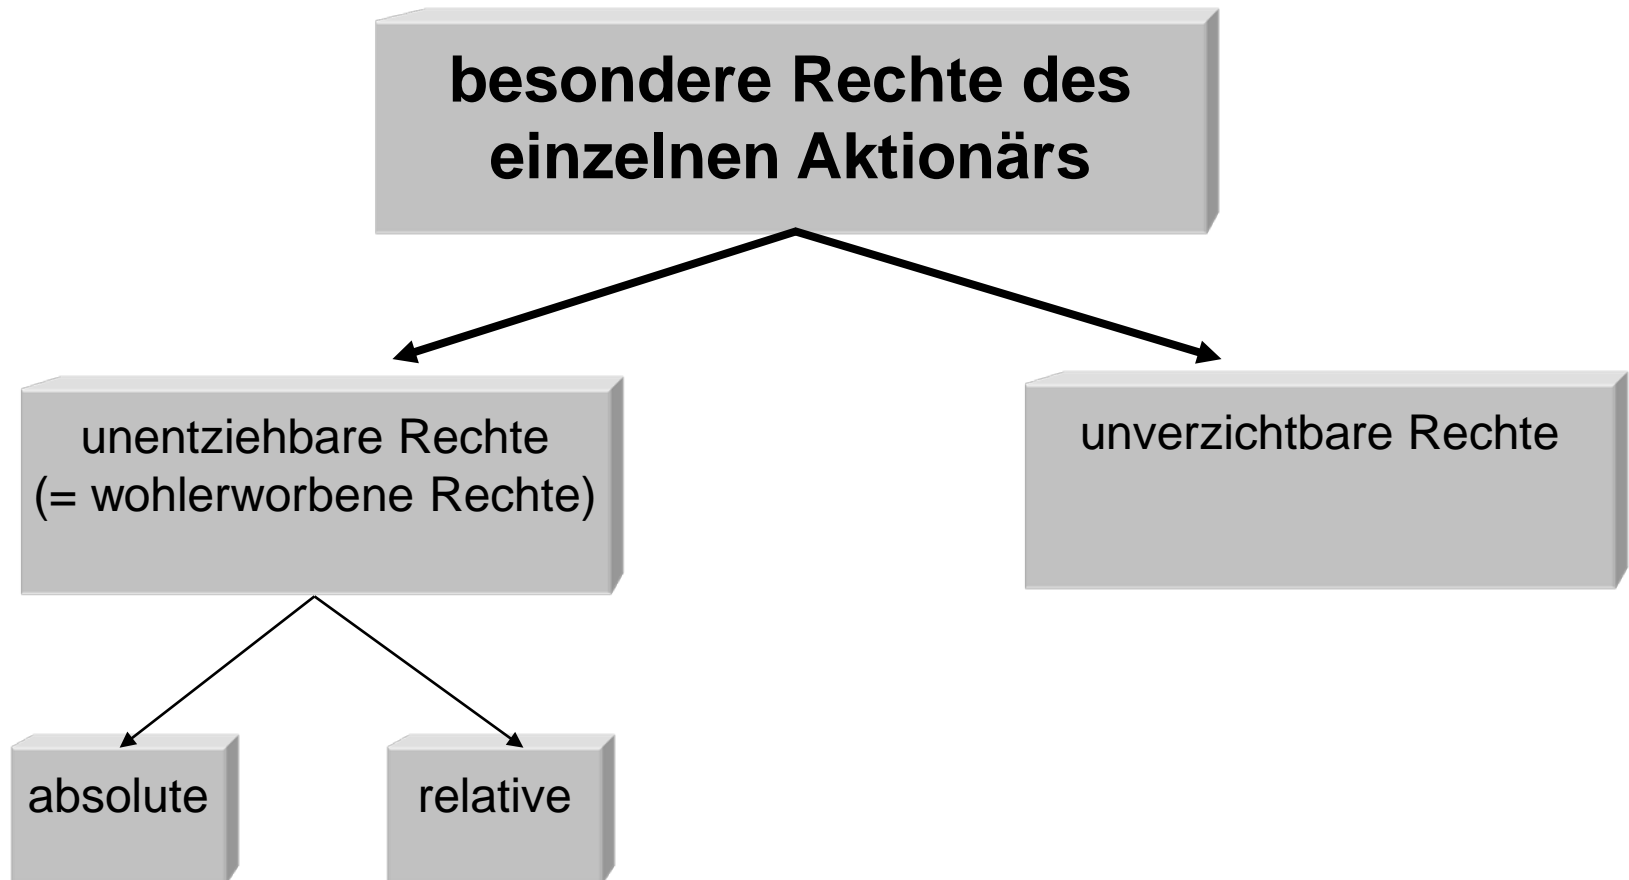 besondere Rechte des
einzelnen Aktionärs
unentziehbare Rechte
(= wohlerworbene Rechte)
unverzichtbare Rechte
absolute
relative